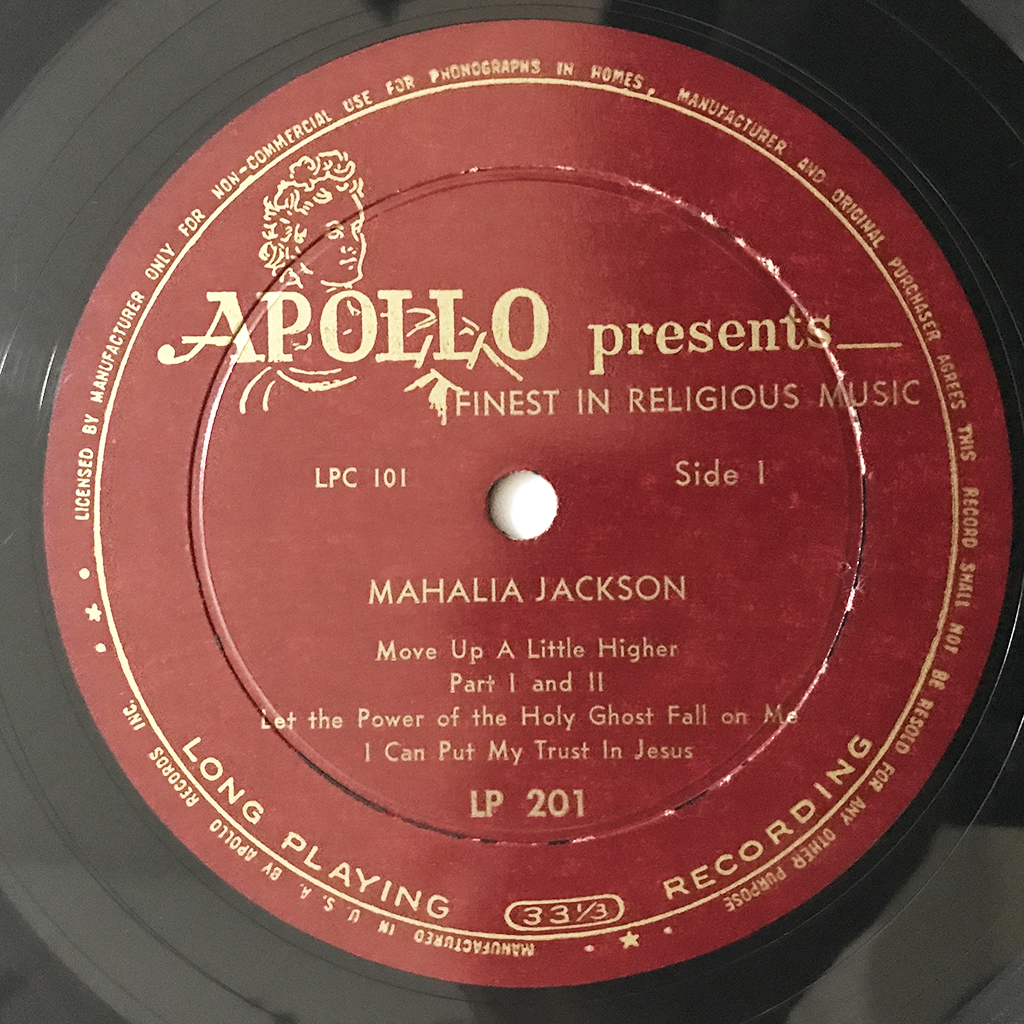 LICENSED BY MANUFACTURER ONLY FOR NON-COMMERCIAL USE FOR PHONOGRAPHS IN HOMES, MANUFACTURER AND ORIGINAL PURCHASER AGREES THIS RECORD SHALL NOT BE RESOLD FOR ANY OTHER PURPOSE
APOLLO presents
FINEST IN RELIGIOUS MUSIC
LPC 101
Side 1
MAHALIA JACKSON
Move Up A Little Higher
Part I and II
Let the Power of the Holy Ghost Fall on Me
I Can Put My Trust In Jesus
LP 201
LONG PLAYING 33 1/3 RECORDING
MANUFACTURED IN U. S. A. BY APOLLO RECORDS INC.